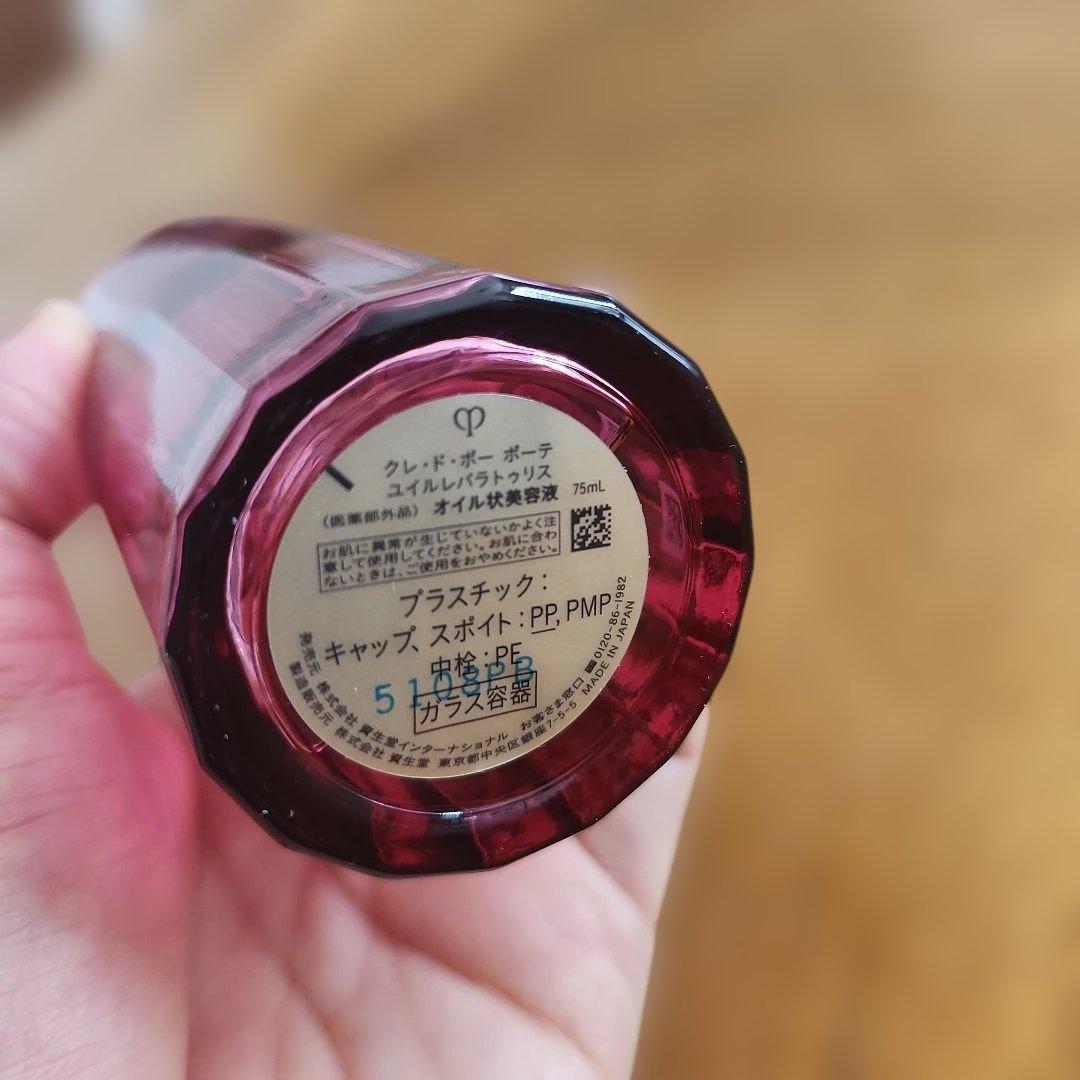 クレ・ド・ポー ボーテ
ユイルレパラトゥリス
（医薬部外品） オイル状美容液 75mL
お肌に異常が生じていないかよく注
意して使用してください。お肌に合わ
ないときは、ご使用をおやめください。
プラスチック：
キャップ、スポイト：PP, PMP
中栓：PE
5108PB
ガラス容器
発売元 株式会社 資生堂インターナショナル お客さま窓口 0120-86-1982
製造販売元 株式会社 資生堂 東京都中央区銀座7-5-5 MADE IN JAPAN